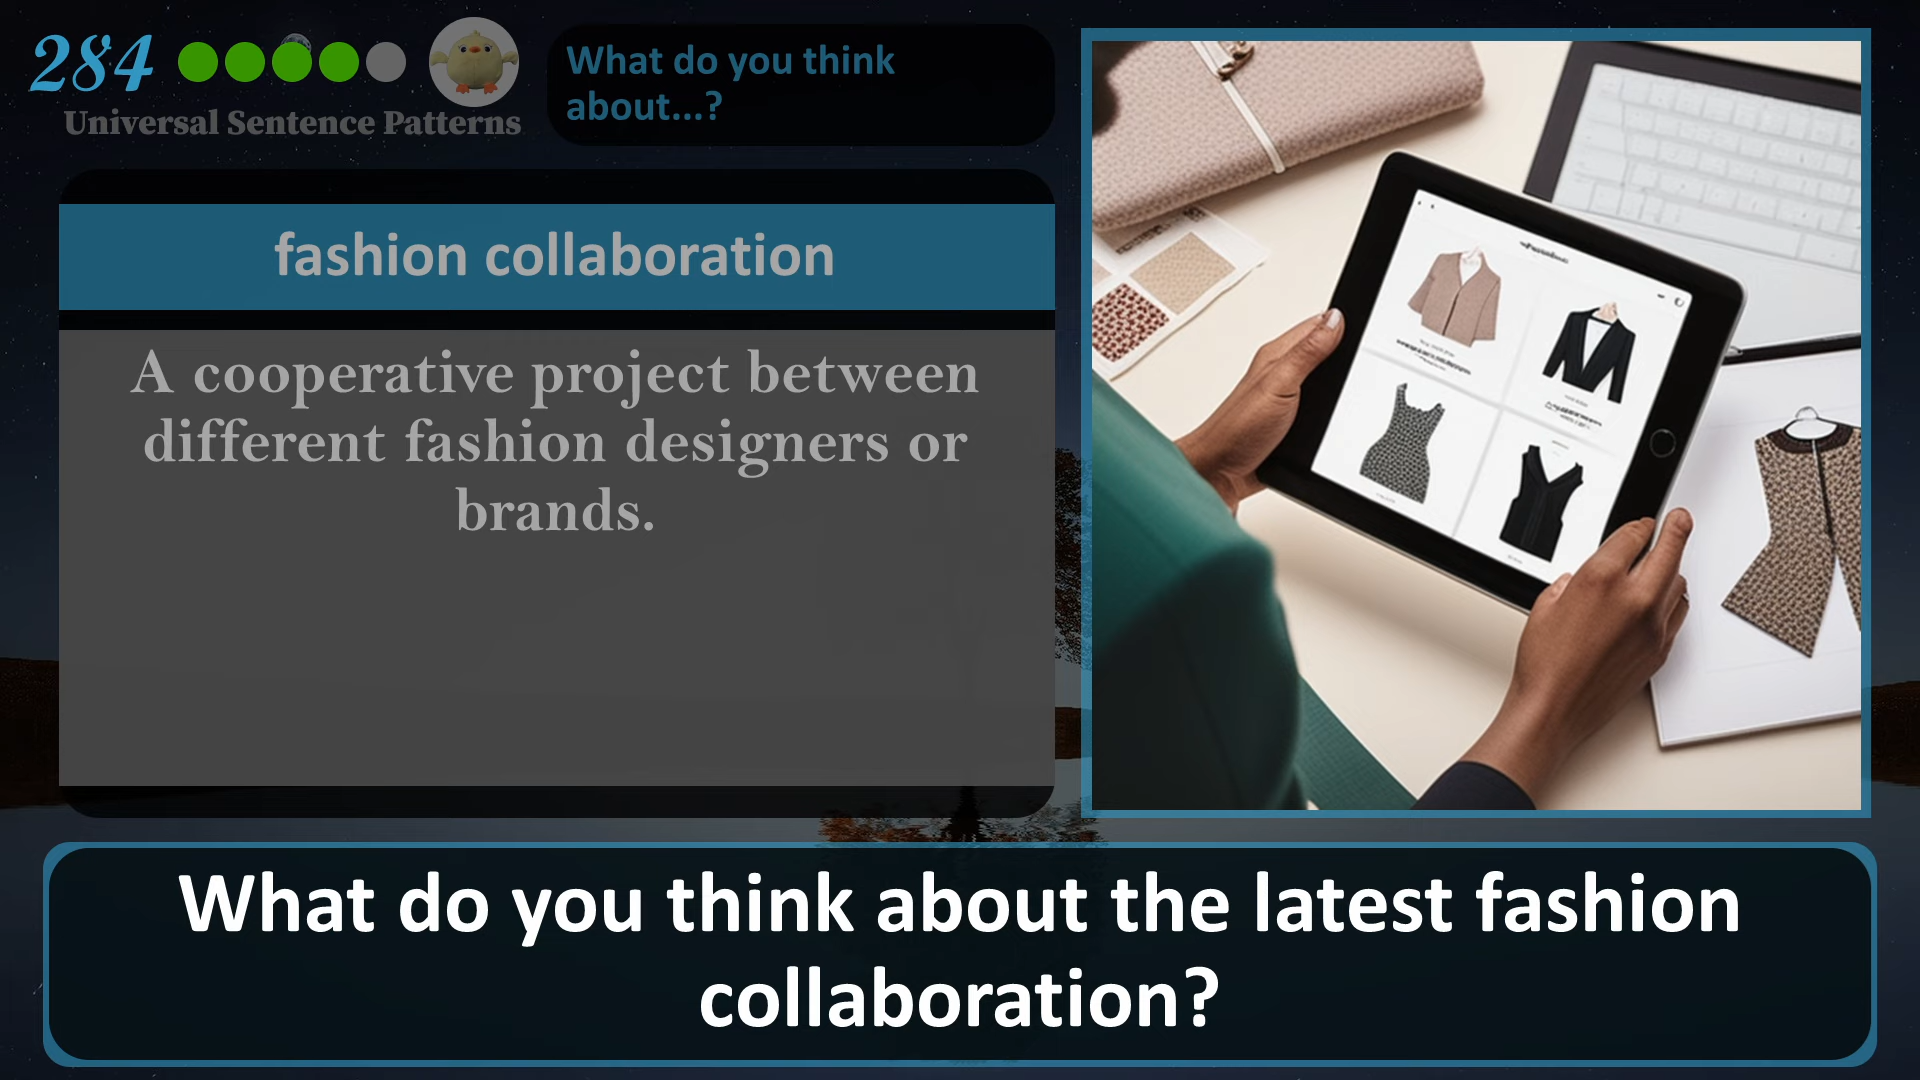 284
Universal Sentence Patterns
What do you think
about...?
fashion collaboration
A cooperative project between
different fashion designers or
brands.
What do you think about the latest fashion
collaboration?